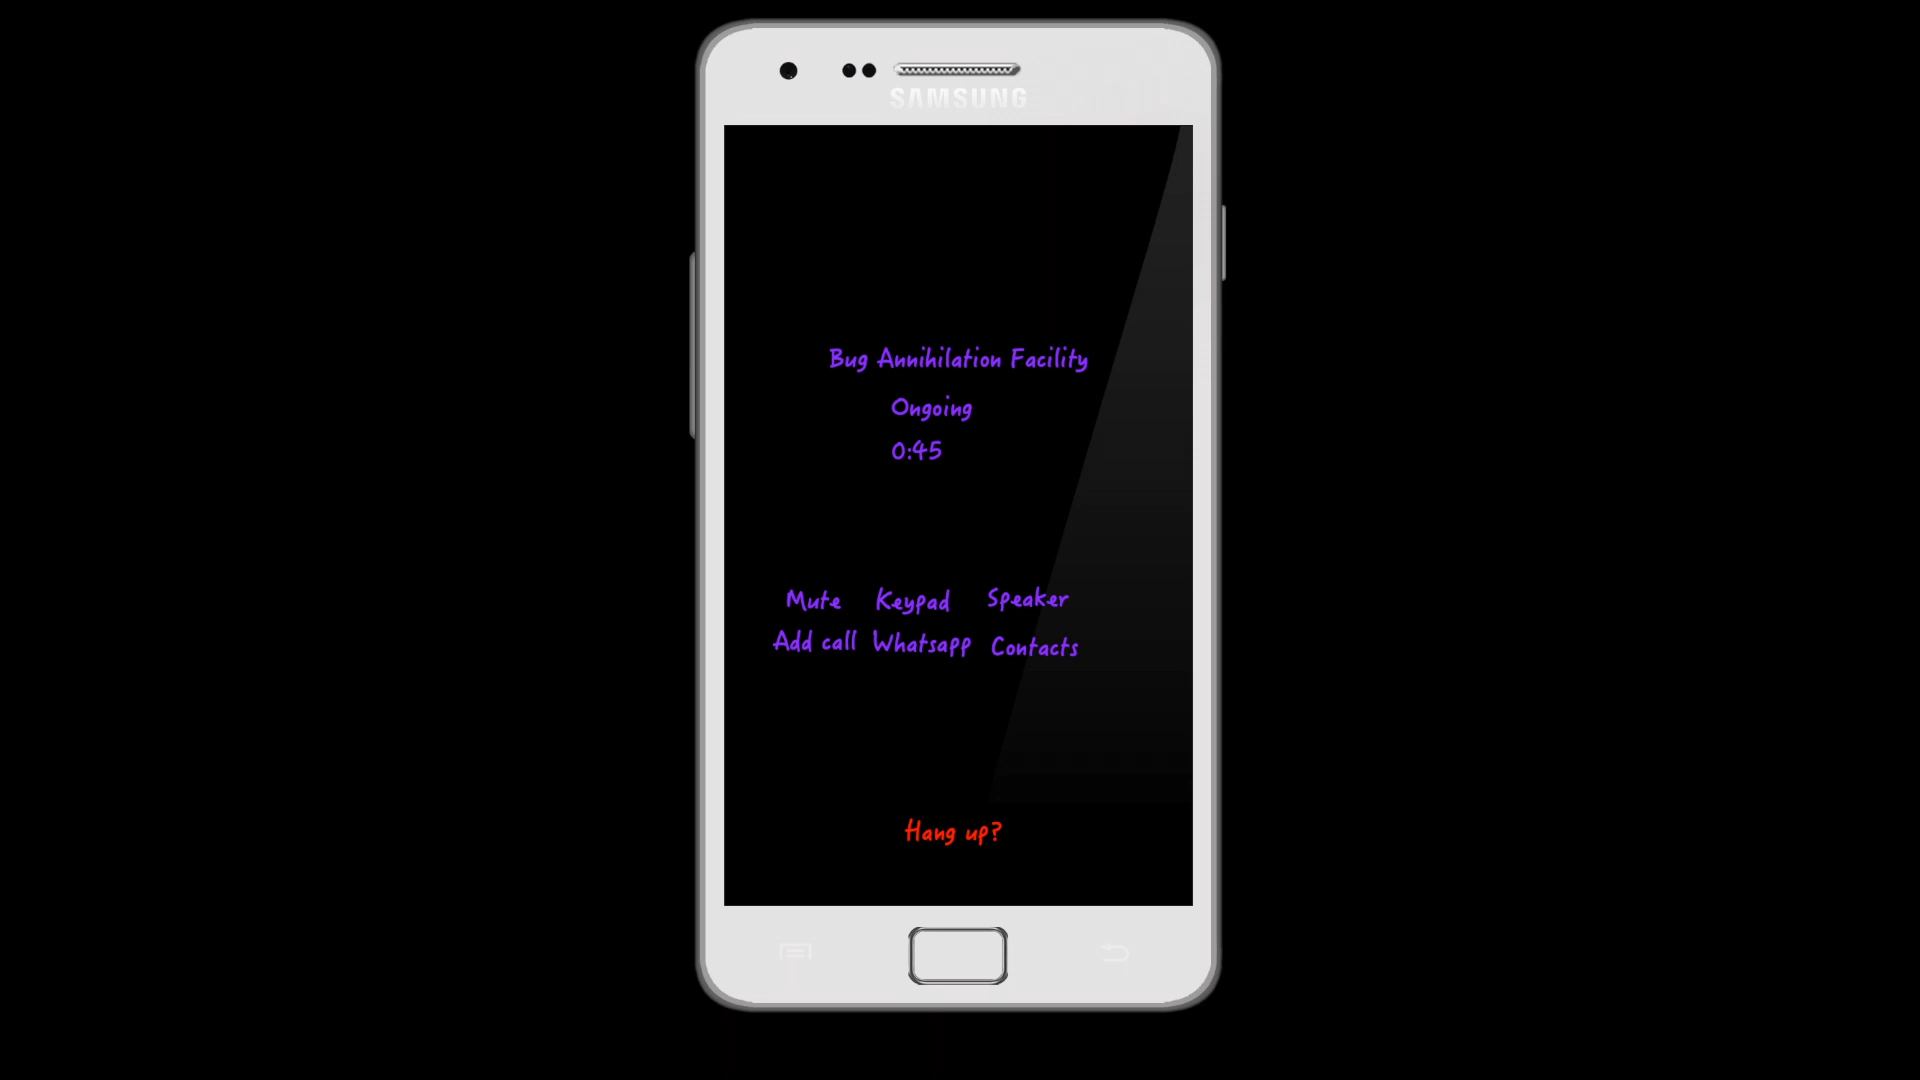 SAMSUNG
Bug Annihilation Facility
Ongoing
0:45
Mute Keypad Speaker
Add call Whatsapp Contacts
Hang up?